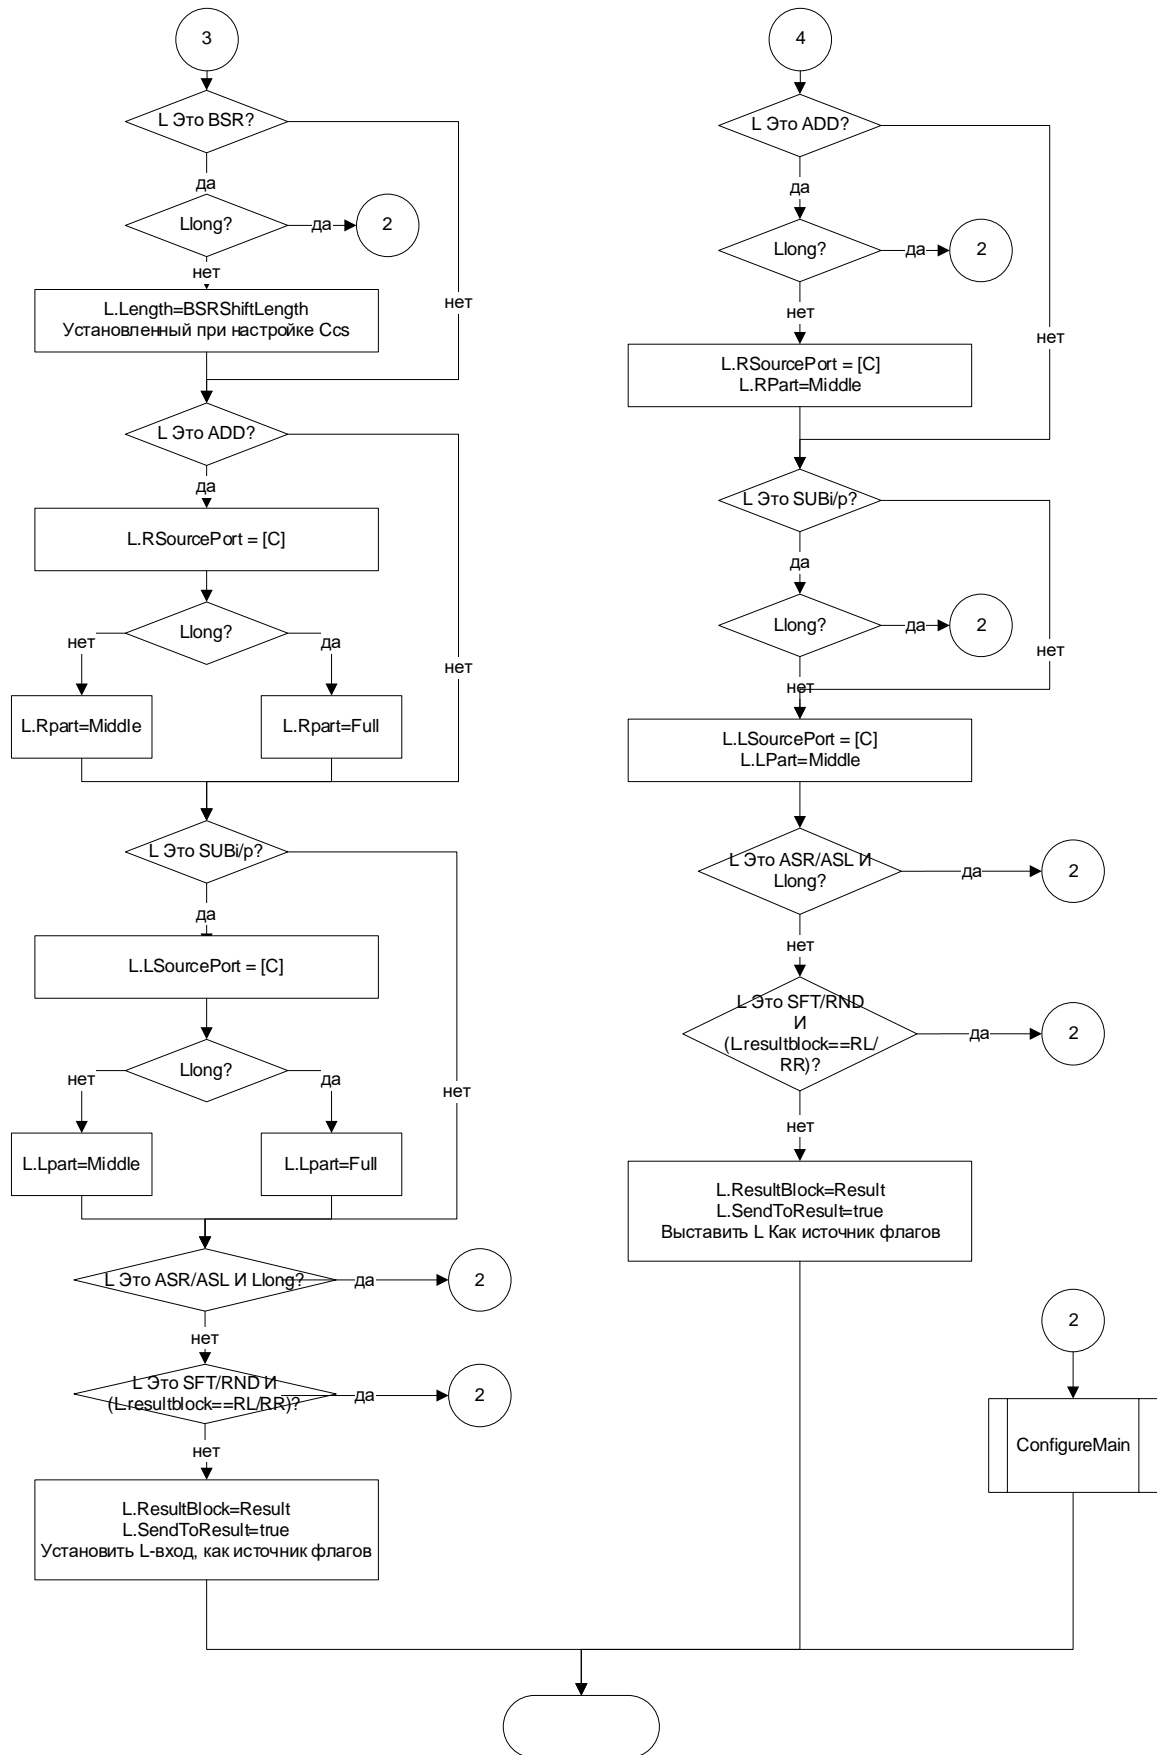 3
L Это BSR?
да
Llong?
да
2
нет
L.Length=BSRShiftLength
Установленный при настройке Ccs
нет
L Это ADD?
да
L.RSourcePort = [C]
Llong?
нет
да
нет
L.Rpart=Middle
L.Rpart=Full
L Это SUBi/p?
да
L.LSourcePort = [C]
Llong?
нет
да
нет
L.Lpart=Middle
L.Lpart=Full
L Это ASR/ASL И Llong?
да
2
нет
L Это SFT/RND И
(L.resultblock==RL/RR)?
да
2
нет
L.ResultBlock=Result
L.SendToResult=true
Установить L-вход, как источник флагов
4
L Это ADD?
да
Llong?
да
2
нет
нет
L.RSourcePort = [C]
L.RPart=Middle
L Это SUBi/p?
да
Llong?
да
2
нет
нет
L.LSourcePort = [C]
L.LPart=Middle
L Это ASR/ASL И
Llong?
да
2
нет
L Это SFT/RND
И
(L.resultblock==RL/
RR)?
да
2
нет
L.ResultBlock=Result
L.SendToResult=true
Выставить L Как источник флагов
2
ConfigureMain